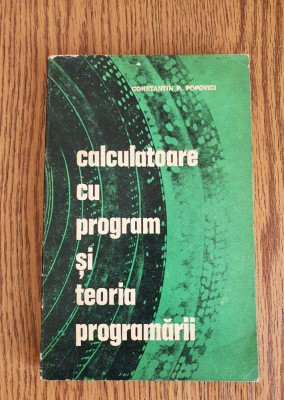 CONSTANTIN P. POPOVICI
calculatoare
cu
program
și
teoria
programării